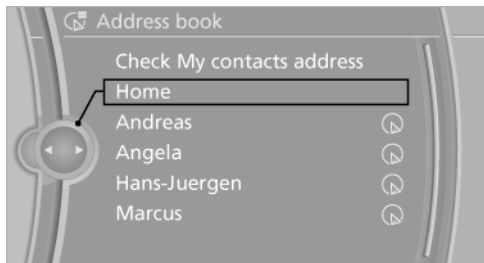 Address book
Check My contacts address
Home
Andreas
Angela
Hans-Juergen
Marcus